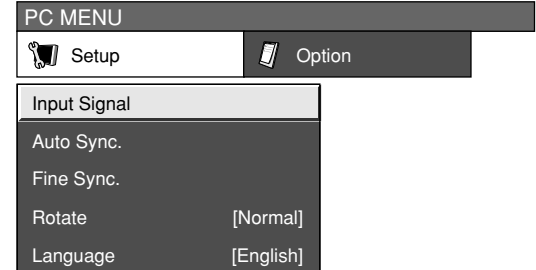 PC MENU
Setup Option
Input Signal
Auto Sync.
Fine Sync.
Rotate [Normal]
Language [English]